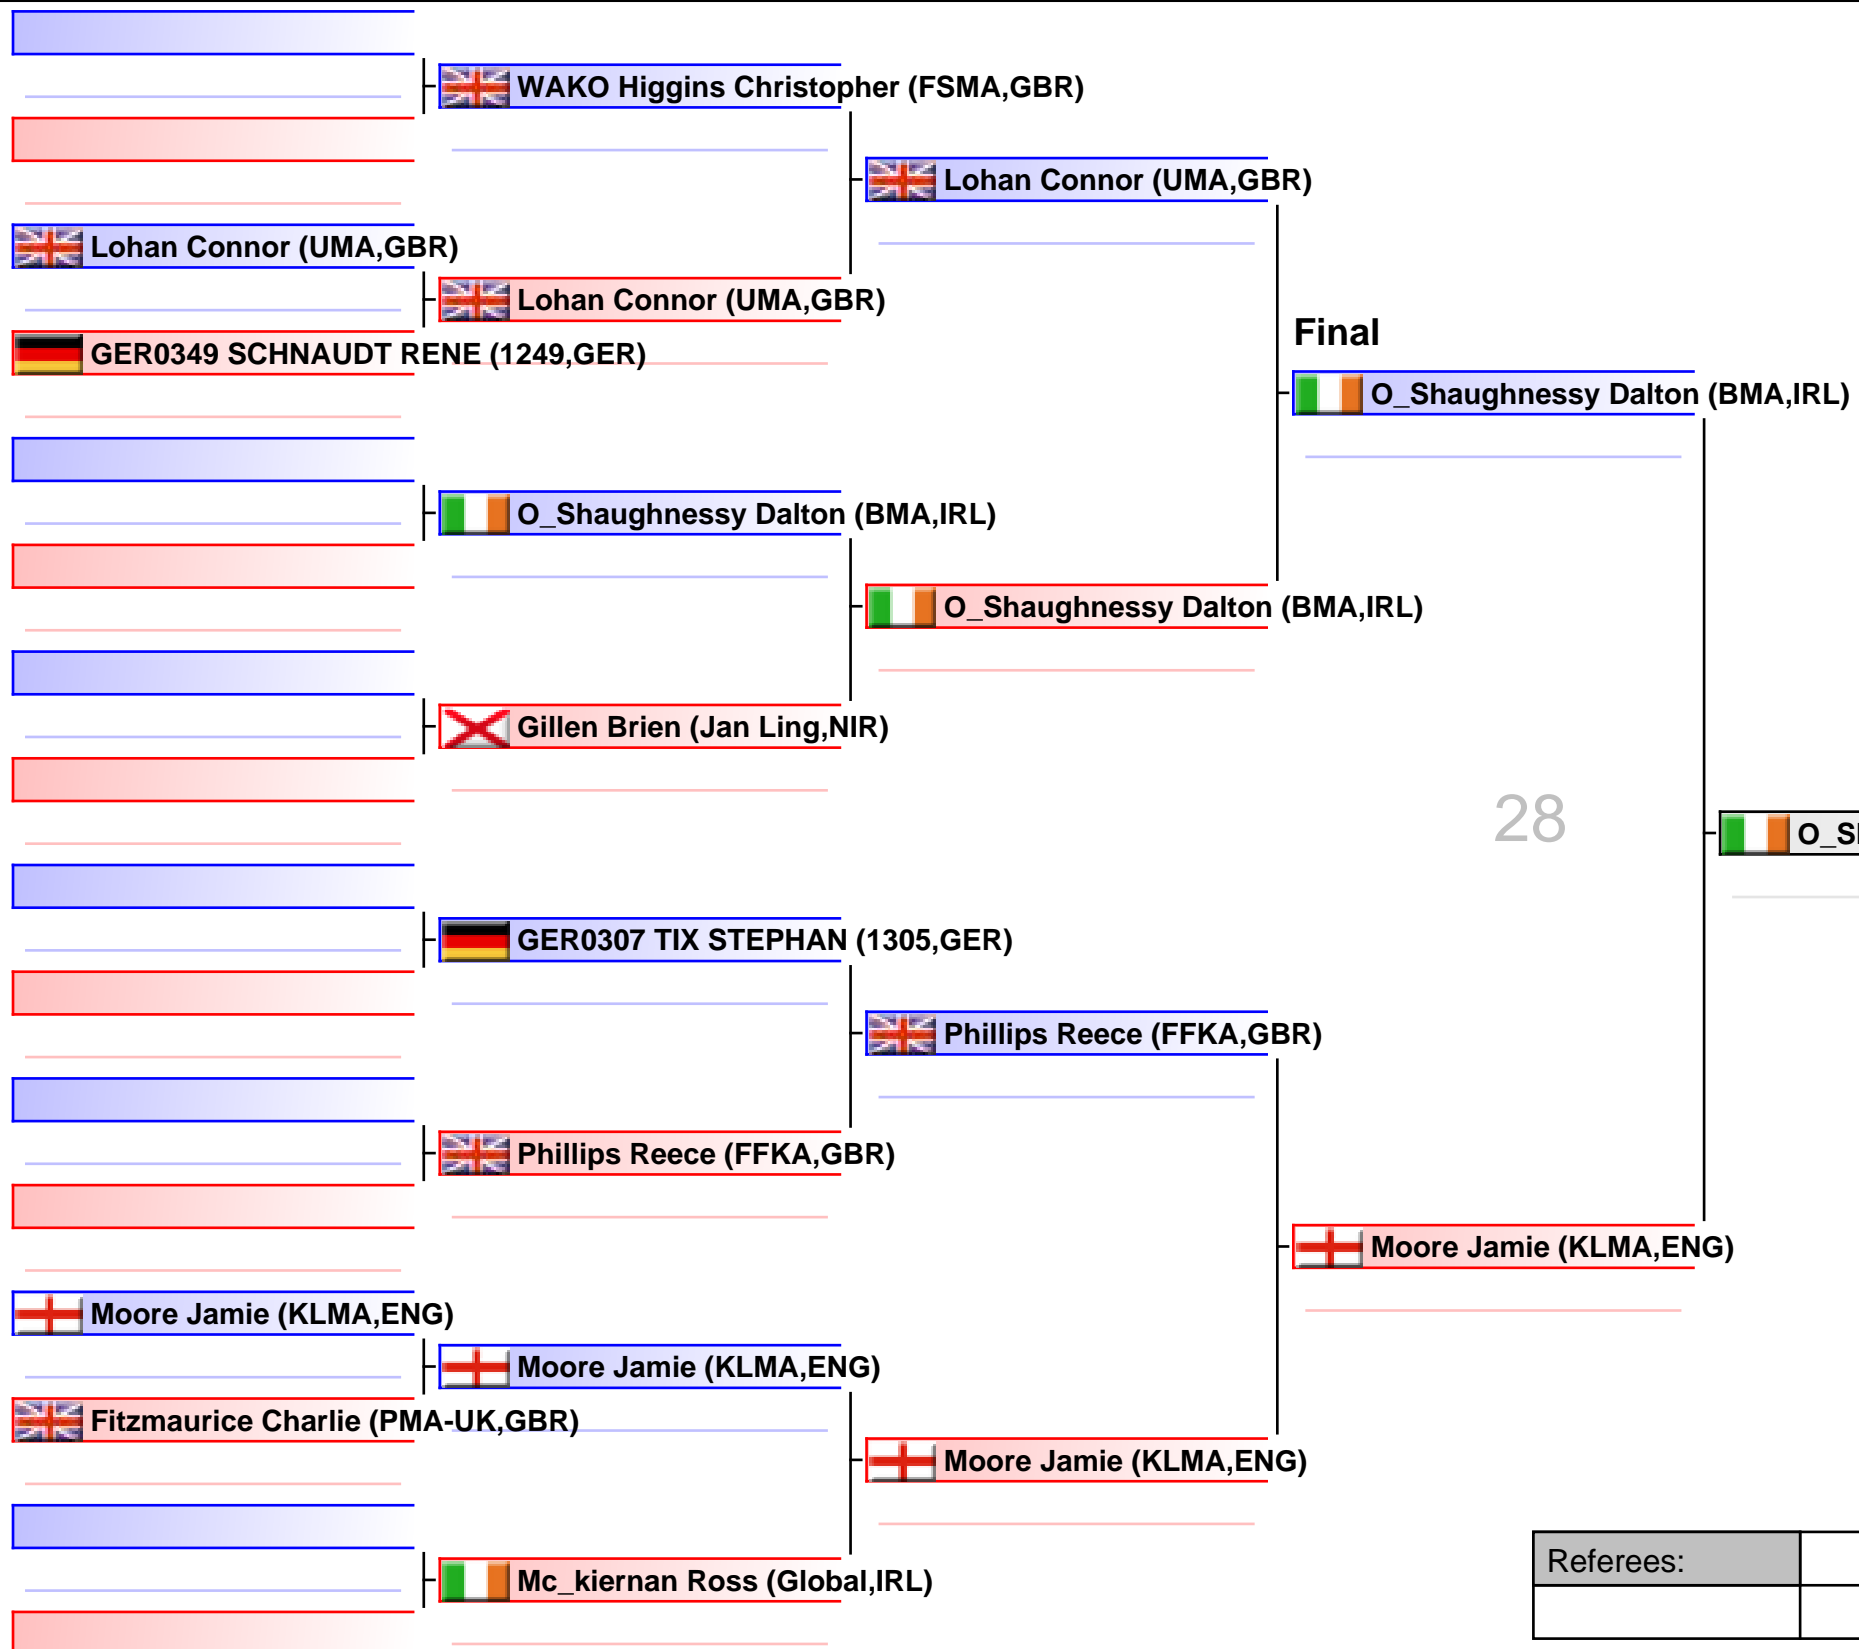 WAKO Higgins Christopher (FSMA,GBR)
Lohan Connor (UMA,GBR)
Lohan Connor (UMA,GBR)
Lohan Connor (UMA,GBR)
Final
GER0349 SCHNAUDT RENE (1249,GER)
O_Shaughnessy Dalton (BMA,IRL)
O_Shaughnessy Dalton (BMA,IRL)
O_Shaughnessy Dalton (BMA,IRL)
Gillen Brien (Jan Ling,NIR)
28
GER0307 TIX STEPHAN (1305,GER)
Phillips Reece (FFKA,GBR)
Phillips Reece (FFKA,GBR)
Moore Jamie (KLMA,ENG)
Moore Jamie (KLMA,ENG)
Moore Jamie (KLMA,ENG)
Fitzmaurice Charlie (PMA-UK,GBR)
Moore Jamie (KLMA,ENG)
Referees:
Mc_kiernan Ross (Global,IRL)